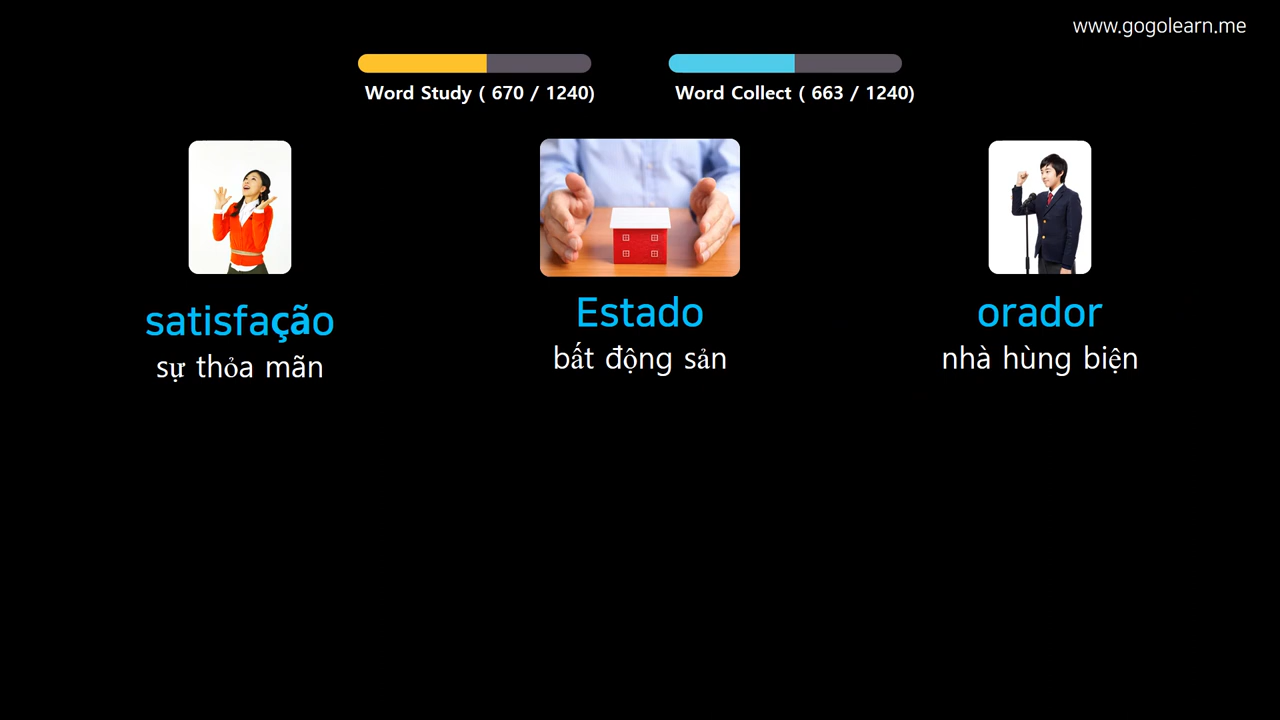 www.gogolearn.me
Word Study ( 670 / 1240)
Word Collect ( 663 / 1240)
satisfação
sự thỏa mãn
Estado
bất động sản
orador
nhà hùng biện